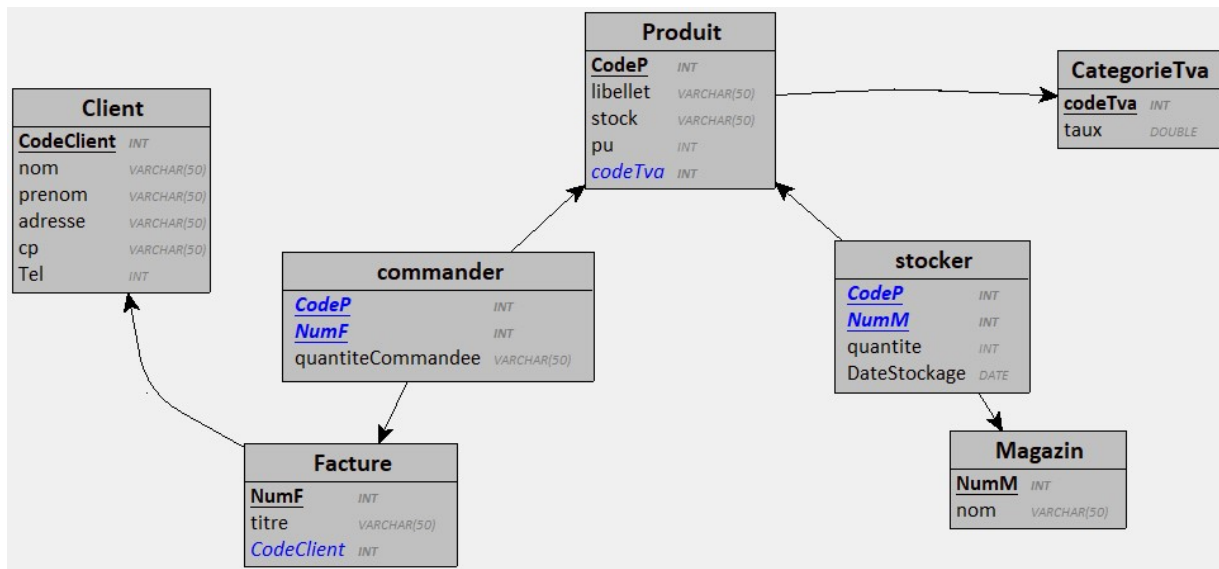 Produit
CodeP INT
libellet VARCHAR(50)
stock VARCHAR(50)
pu INT
codeTva INT
CategorieTva
codeTva INT
taux DOUBLE
Client
CodeClient INT
nom VARCHAR(50)
prenom VARCHAR(50)
adresse VARCHAR(50)
cp VARCHAR(50)
Tel INT
commander
CodeP INT
NumF INT
quantiteCommandee VARCHAR(50)
stocker
CodeP INT
NumM INT
quantite INT
DateStockage DATE
Facture
NumF INT
titre VARCHAR(50)
CodeClient INT
Magazin
NumM INT
nom VARCHAR(50)